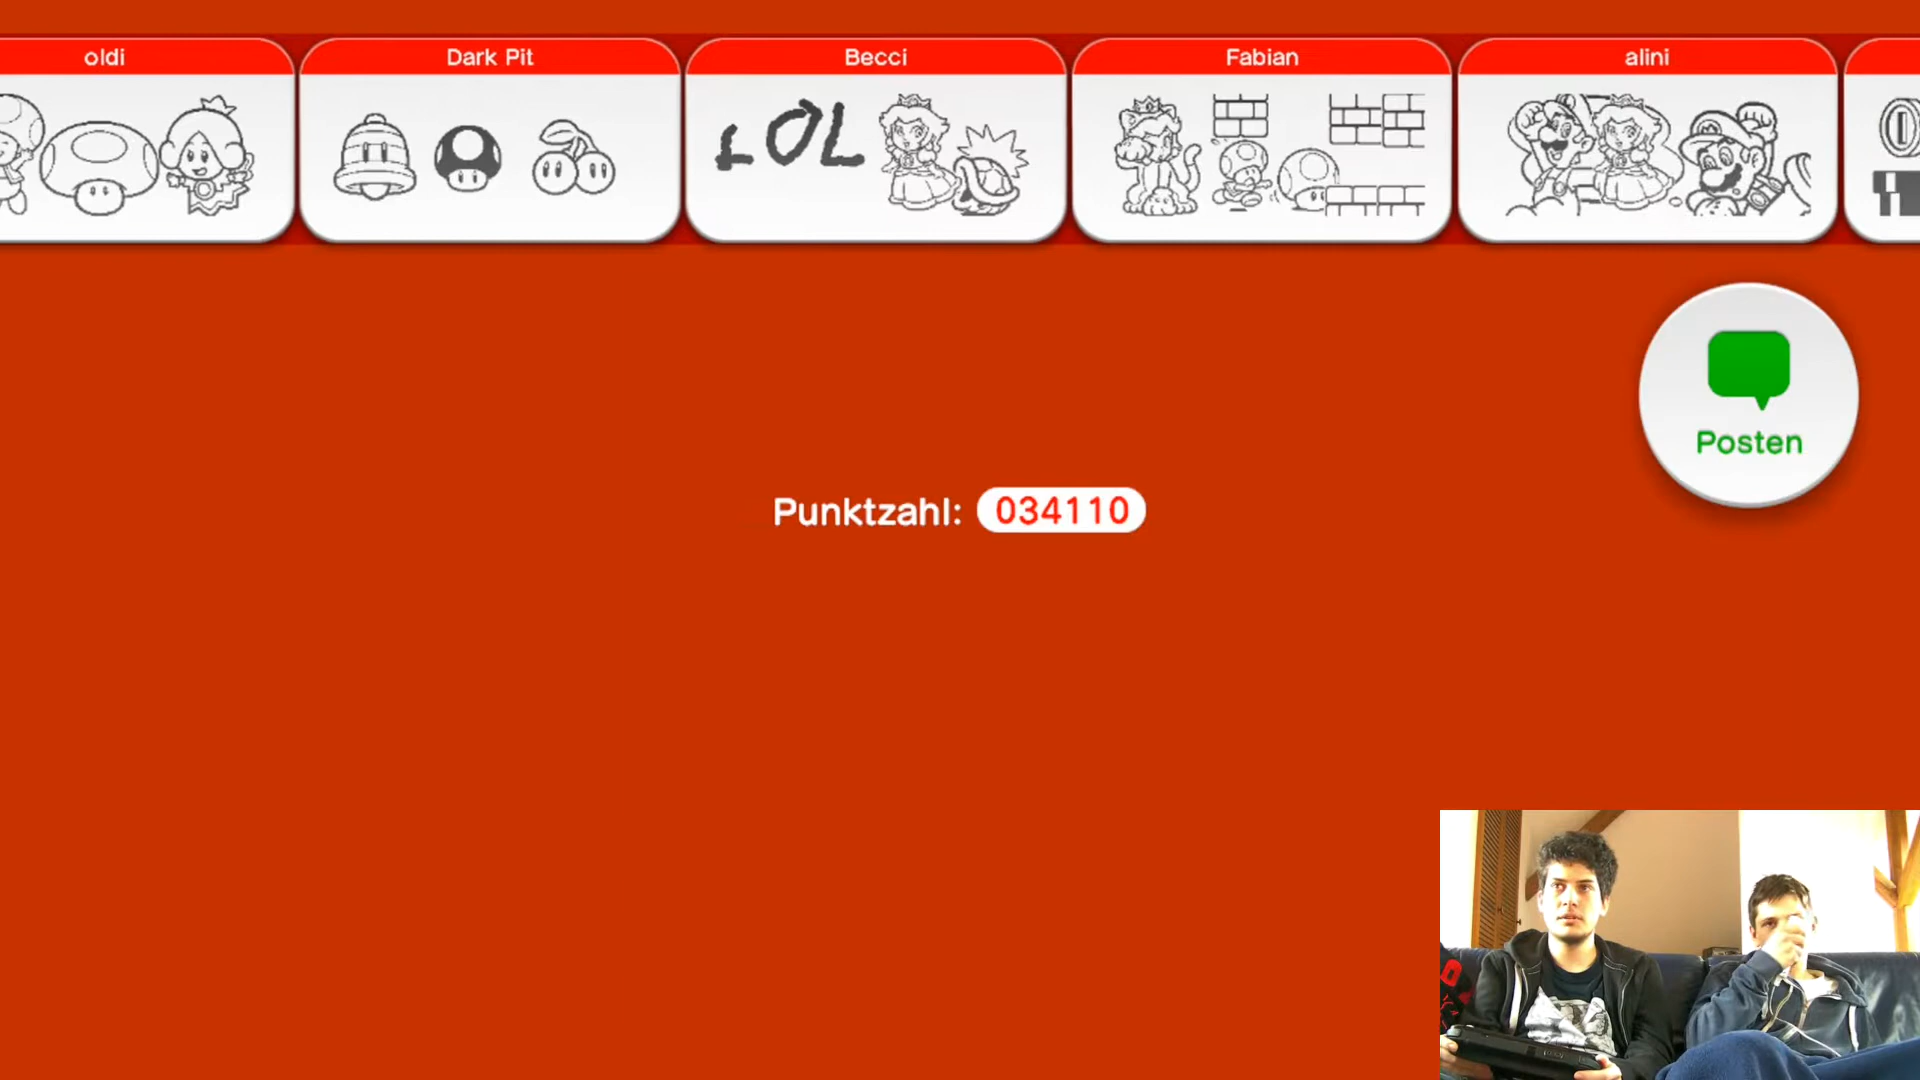 oldi
Dark Pit
Becci
Fabian
alini
LOL
Posten
Punktzahl: 034110